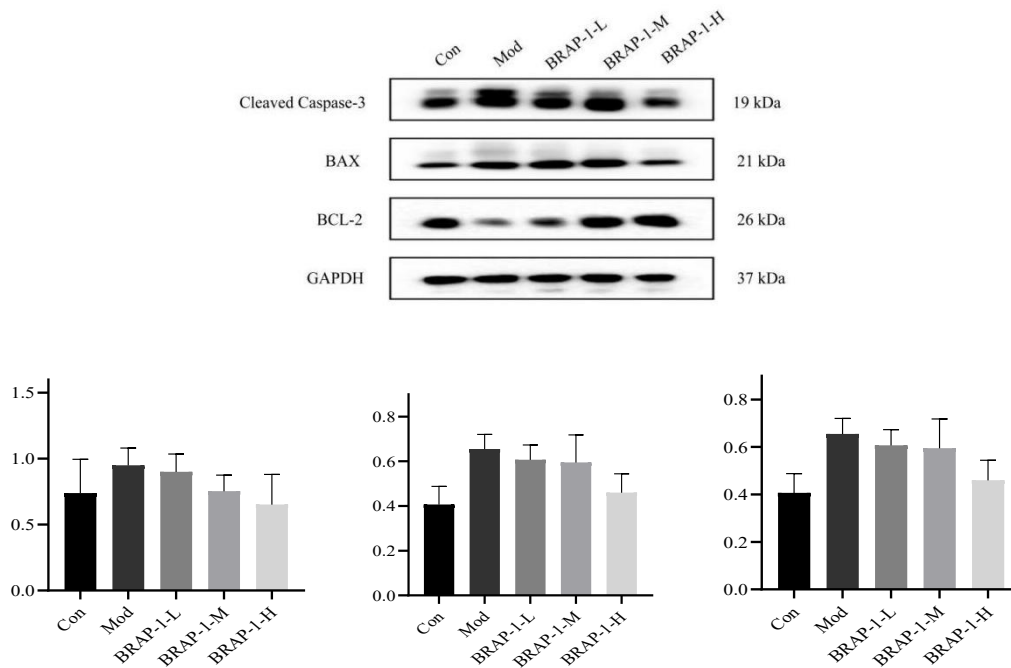 Con Mod BRAP-1-L BRAP-1-M BRAP-1-H
Cleaved Caspase-3 19 kDa
BAX 21 kDa
BCL-2 26 kDa
GAPDH 37 kDa
1.5
1.0
0.5
0.0
Con Mod BRAP-1-L BRAP-1-M BRAP-1-H
0.8
0.6
0.4
0.2
0.0
Con Mod BRAP-1-L BRAP-1-M BRAP-1-H
0.8
0.6
0.4
0.2
0.0
Con Mod BRAP-1-L BRAP-1-M BRAP-1-H